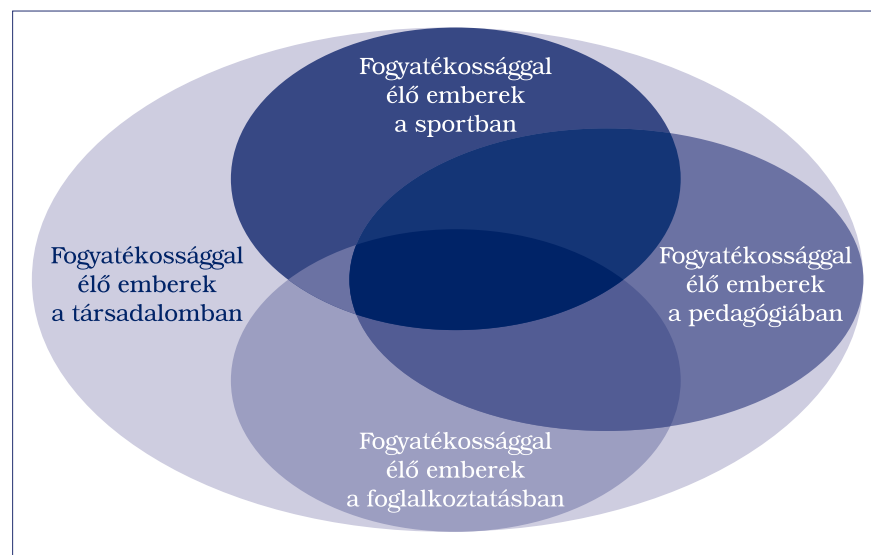 Fogyatékossággal
élő emberek
a sportban
Fogyatékossággal
élő emberek
a társadalomban
Fogyatékossággal
élő emberek
a pedagógiában
Fogyatékossággal
élő emberek
a foglalkoztatásban